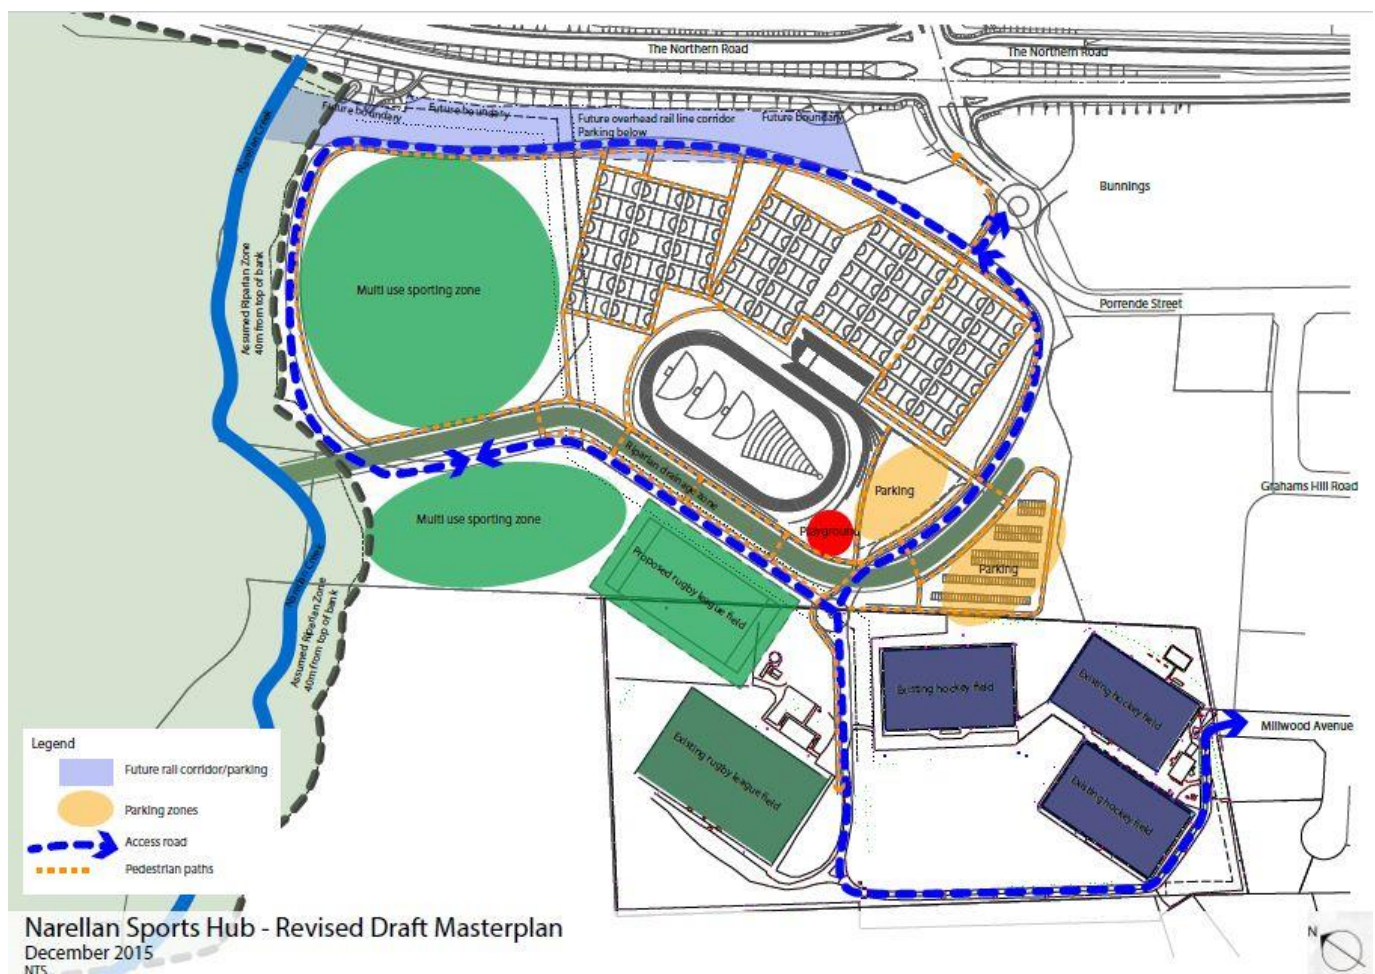 The Northern Road
The Northern Road
Future boundary
Future boundary
Future overhead rail line corridor
Parking below
Future boundary
Narellan Creek
Bunnings
Assumed Riparian Zone
40m from top of bank
Multi use sporting zone
Porrende Street
Riparian drainage zone
Parking
Grahams Hill Road
Multi use sporting zone
Playground
Parking
Proposed rugby league field
Narellan Creek
Assumed Riparian Zone
40m from top of bank
Existing hockey field
Existing hockey field
Millwood Avenue
Existing rugby league field
Existing hockey field
Legend
Future rail corridor/parking
Parking zones
Access road
Pedestrian paths
Narellan Sports Hub - Revised Draft Masterplan
December 2015
NTS
N